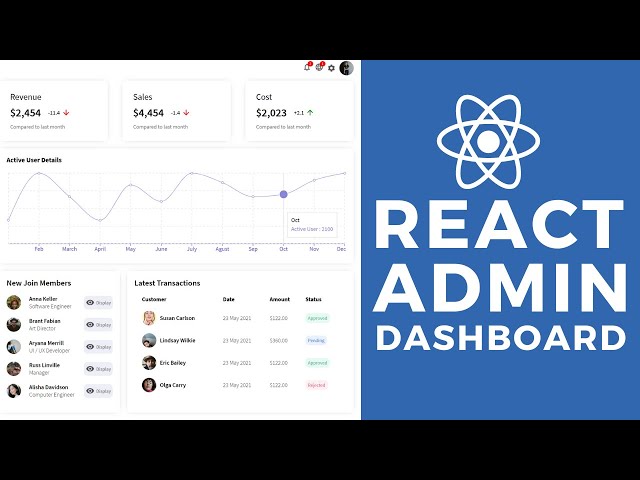 2
2
Revenue
$2,454 -11.4
Compared to last month
Sales
$4,454 -1.4
Compared to last month
Cost
$2,023 +2.1
Compared to last month
Active User Details
Oct
Active User : 2100
Feb March April May June July Agust Sep Oct Nov Dec
New Join Members
Anna Keller
Software Engineer
Display
Brant Fabian
Art Director
Display
Aryana Merrill
UI / UX Developer
Display
Russ Linville
Manager
Display
Alisha Davidson
Computer Engineer
Display
Latest Transactions
Customer Date Amount Status
Susan Carlson 23 May 2021 $122.00 Approved
Lindsay Wilkie 23 May 2021 $360.00 Pending
Eric Bailey 23 May 2021 $122.00 Approved
Olga Carry 23 May 2021 $122.00 Rejected
REACT
ADMIN
DASHBOARD